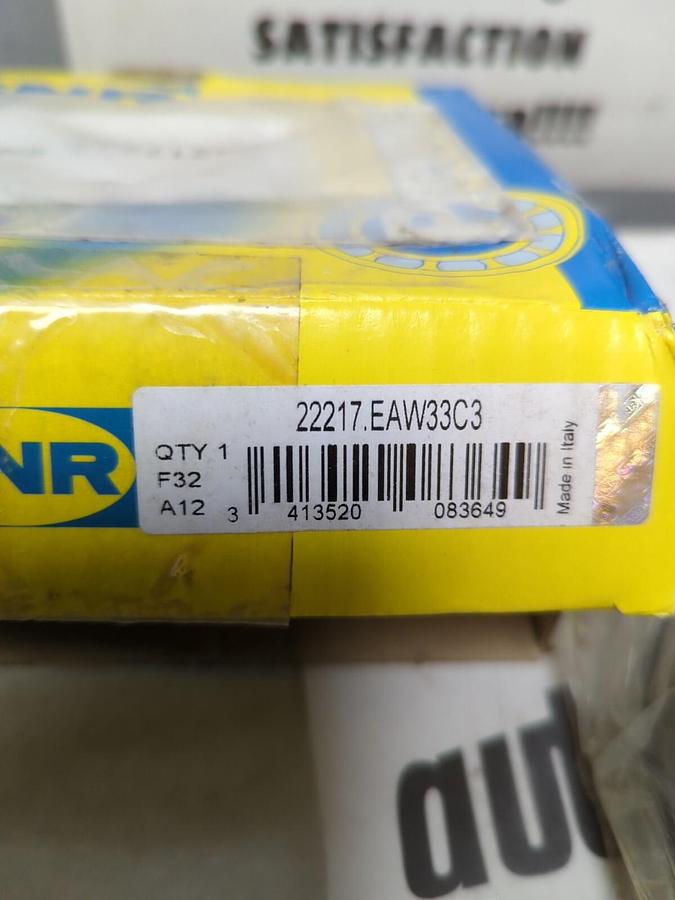 SATISFACTION
!!!!
22217.EAW33C3
QTY 1
F32
A12
3 413520 083649
Made in Italy
NR